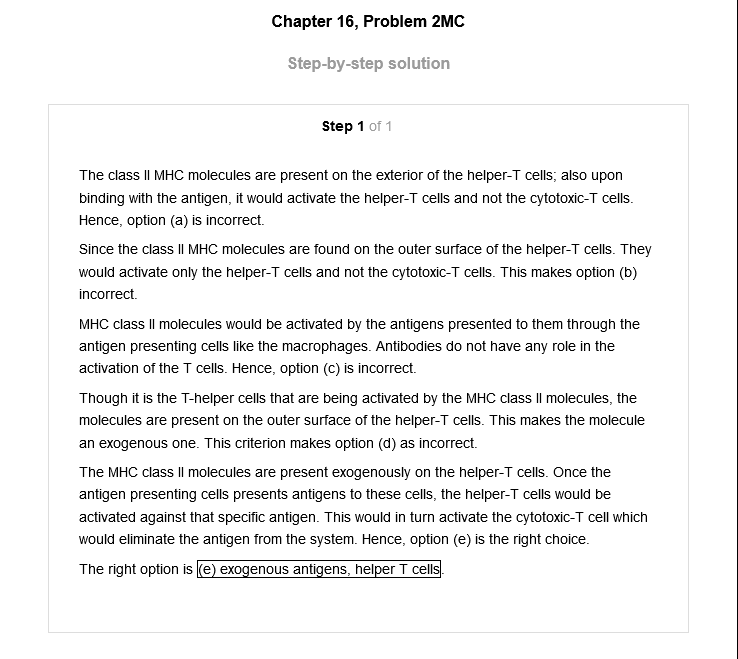 Chapter 16, Problem 2MC
Step-by-step solution
Step 1 of 1
The class II MHC molecules are present on the exterior of the helper-T cells; also upon
binding with the antigen, it would activate the helper-T cells and not the cytotoxic-T cells.
Hence, option (a) is incorrect.
Since the class II MHC molecules are found on the outer surface of the helper-T cells. They
would activate only the helper-T cells and not the cytotoxic-T cells. This makes option (b)
incorrect.
MHC class II molecules would be activated by the antigens presented to them through the
antigen presenting cells like the macrophages. Antibodies do not have any role in the
activation of the T cells. Hence, option (c) is incorrect.
Though it is the T-helper cells that are being activated by the MHC class II molecules, the
molecules are present on the outer surface of the helper-T cells. This makes the molecule
an exogenous one. This criterion makes option (d) as incorrect.
The MHC class II molecules are present exogenously on the helper-T cells. Once the
antigen presenting cells presents antigens to these cells, the helper-T cells would be
activated against that specific antigen. This would in turn activate the cytotoxic-T cell which
would eliminate the antigen from the system. Hence, option (e) is the right choice.
The right option is (e) exogenous antigens, helper T cells.